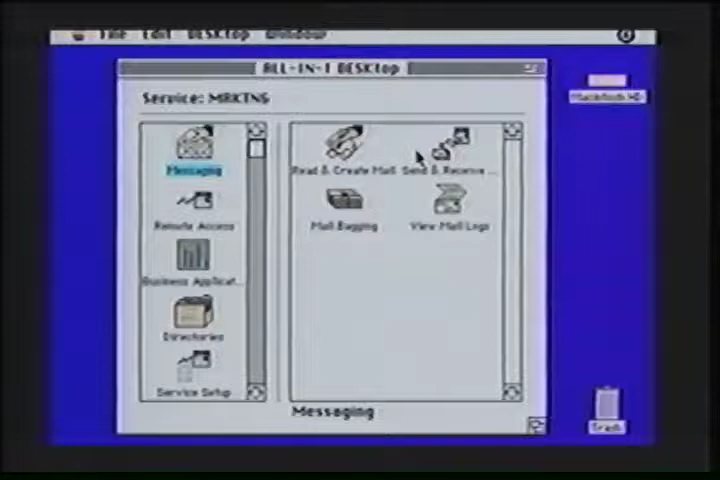 File Edit DESKtop Window
ALL-IN-1 DESKtop
Service: MRKTNG
Macintosh HD
Messaging
Read & Create Mail Send & Receive ...
Remote Access
Mail Bagging
View Mail Logs
Business Applicat...
Directories
Service Setup
Messaging
Trash